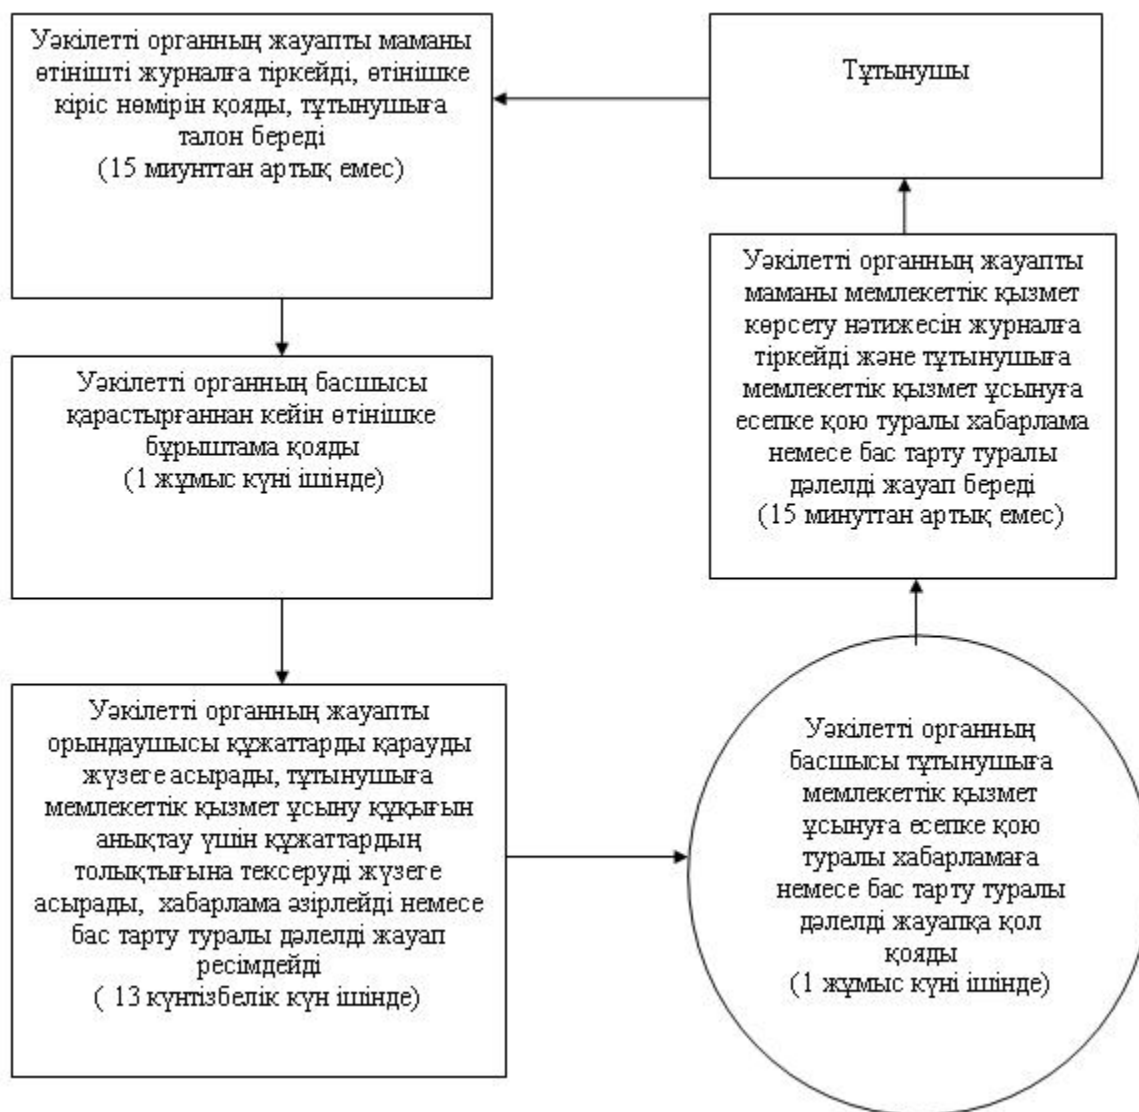 Уәкілетті органның жауапты маманы
өтінішті журналға тіркейді, өтінішке
кіріс нөмірін қояды, тұтынушыға
талон береді
(15 миунттан артық емес)
Тұтынушы
Уәкілетті органның басшысы
қарастырғаннан кейін өтінішке
бұрыштама қояды
(1 жұмыс күні ішінде)
Уәкілетті органның жауапты
маманы мемлекеттік қызмет
көрсету нәтижесін журналға
тіркейді және тұтынушыға
мемлекеттік қызмет ұсынуға
есепке қою туралы хабарлама
немесе бас тарту туралы
дәлелді жауап береді
(15 минуттан артық емес)
Уәкілетті органның жауапты
орындаушысы құжаттарды қарауды
жүзеге асырады, тұтынушыға
мемлекеттік қызмет ұсыну құқығын
анықтау үшін құжаттардың
толықтығына тексеруді жүзеге
асырады,  хабарлама әзірлейді немесе
бас тарту туралы дәлелді жауап
ресімдейді
( 13 күнтізбелік күн ішінде)
Уәкілетті органның
басшысы тұтынушыға
мемлекеттік қызмет
ұсынуға есепке қою
туралы хабарламаға
немесе бас тарту туралы
дәлелді жауапқа қол
қояды
(1 жұмыс күні ішінде)